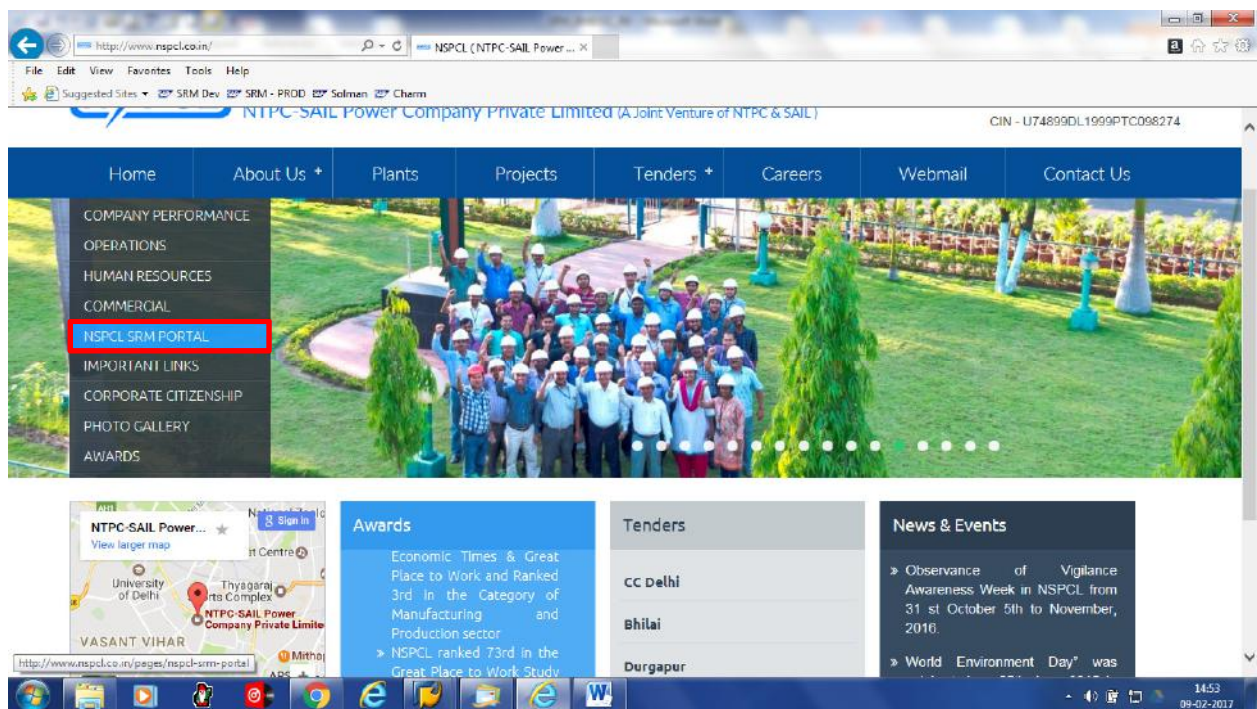 http://www.nspcl.co.in/
NSPCL (NTPC-SAIL Power ...
File Edit View Favorites Tools Help
Suggested Sites SRM Dev SRM - PROD Solman Charm
NTPC-SAIL Power Company Private Limited (A Joint Venture of NTPC & SAIL)
CIN - U74899DL1999PTC098274
Home About Us + Plants Projects Tenders + Careers Webmail Contact Us
COMPANY PERFORMANCE
OPERATIONS
HUMAN RESOURCES
COMMERCIAL
NSPCL SRM PORTAL
IMPORTANT LINKS
CORPORATE CITIZENSHIP
PHOTO GALLERY
AWARDS
NTPC-SAIL Power...
View larger map
Sign in
University
of Delhi
Thyagaraj
NTPC-SAIL Power
Company Private Limite
VASANT VIHAR
http://www.nspcl.co.in/pages/nspcl-srm-portal
Awards
Economic Times & Great
Place to Work and Ranked
3rd in the Category of
Manufacturing and
Production sector
» NSPCL ranked 73rd in the
Great Place to Work Study
Tenders
CC Delhi
Bhilai
Durgapur
News & Events
» Observance of Vigilance
Awareness Week in NSPCL from
31 st October 5th to November,
2016.
» World Environment Day" was
14:53
09-02-2017